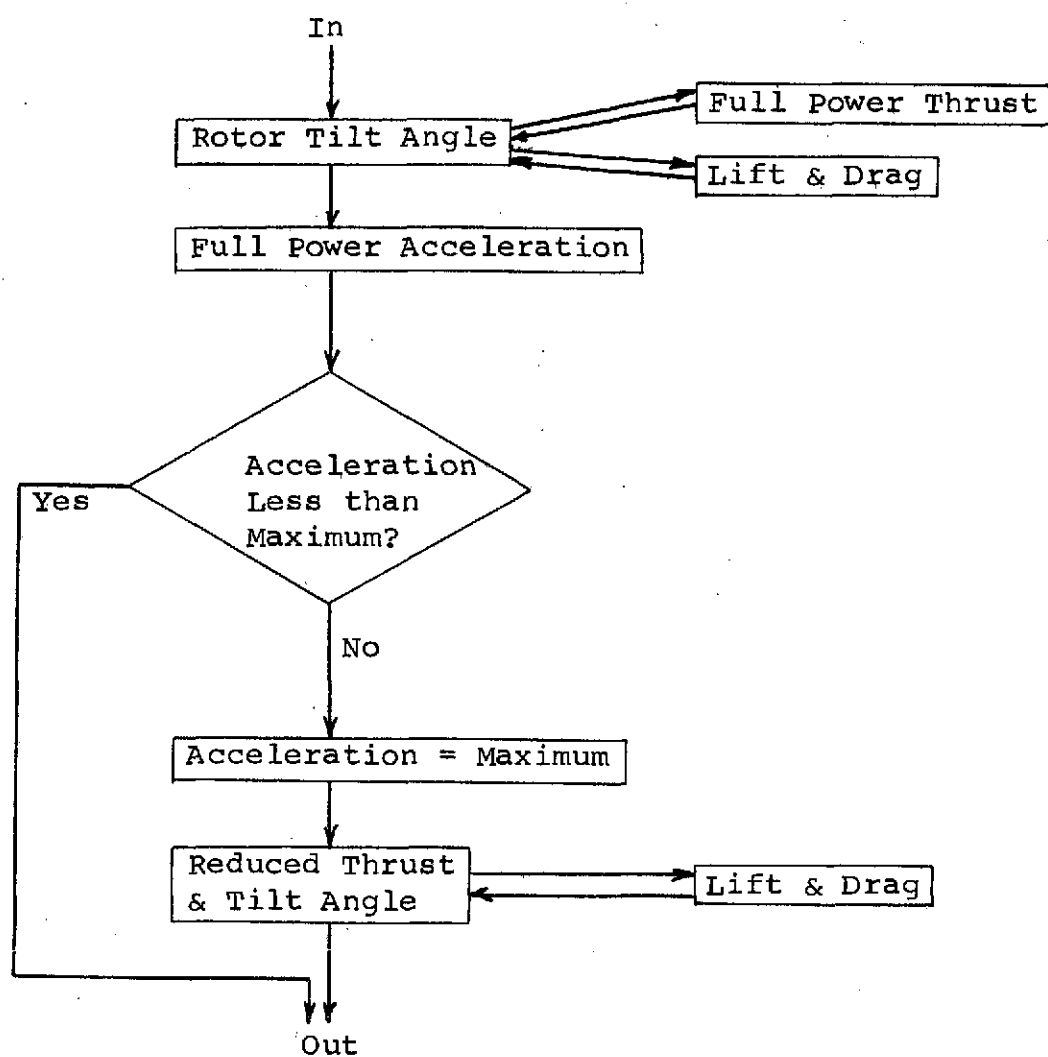 In
Rotor Tilt Angle
Full Power Thrust
Lift & Drag
Full Power Acceleration
Acceleration
Less than
Maximum?
Yes
No
Acceleration = Maximum
Reduced Thrust
& Tilt Angle
Lift & Drag
Out